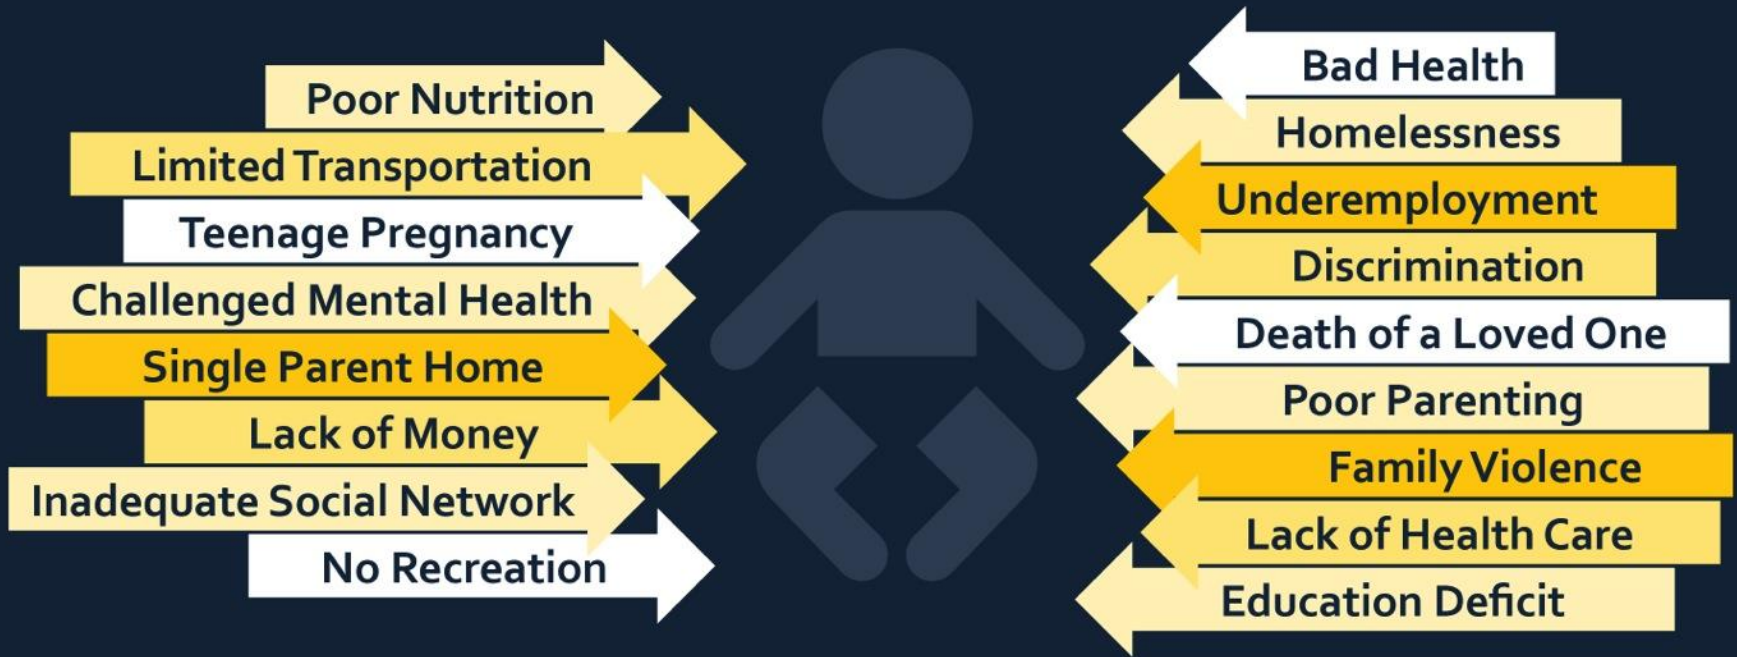 Poor Nutrition
Limited Transportation
Teenage Pregnancy
Challenged Mental Health
Single Parent Home
Lack of Money
Inadequate Social Network
No Recreation
Bad Health
Homelessness
Underemployment
Discrimination
Death of a Loved One
Poor Parenting
Family Violence
Lack of Health Care
Education Deficit